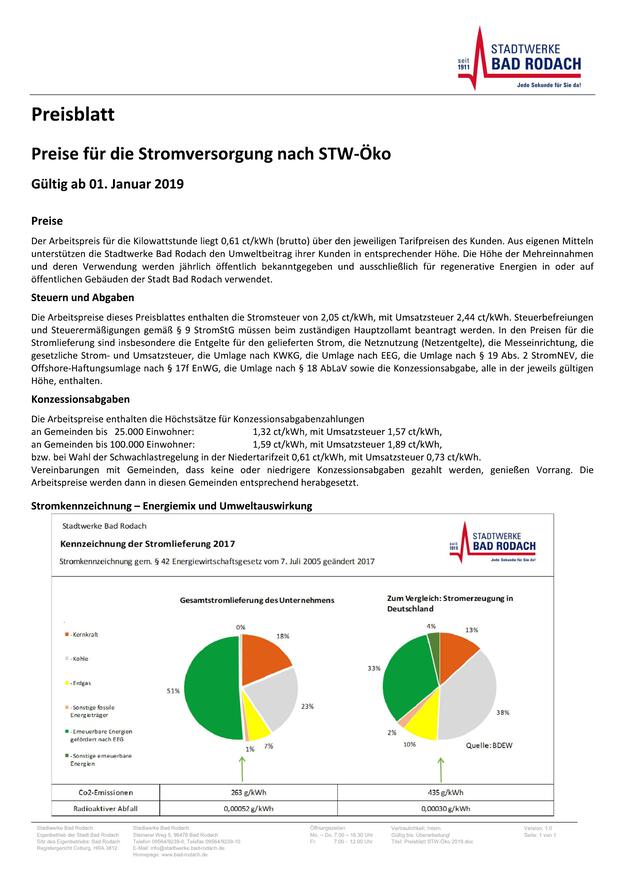 STADTWERKE
seit
1911
BAD RODACH
Jede Sekunde für Sie da!
Preisblatt
Preise für die Stromversorgung nach STW-Öko
Gültig ab 01. Januar 2019
Preise
Der Arbeitspreis für die Kilowattstunde liegt 0,61 ct/kWh (brutto) über den jeweiligen Tarifpreisen des Kunden. Aus eigenen Mitteln
unterstützen die Stadtwerke Bad Rodach den Umweltbeitrag ihrer Kunden in entsprechender Höhe. Die Höhe der Mehreinnahmen
und deren Verwendung werden jährlich öffentlich bekanntgegeben und ausschließlich für regenerative Energien in oder auf
öffentlichen Gebäuden der Stadt Bad Rodach verwendet.
Steuern und Abgaben
Die Arbeitspreise dieses Preisblattes enthalten die Stromsteuer von 2,05 ct/kWh, mit Umsatzsteuer 2,44 ct/kWh. Steuerbefreiungen
und Steuerermäßigungen gemäß § 9 StromStG müssen beim zuständigen Hauptzollamt beantragt werden. In den Preisen für die
Stromlieferung sind insbesondere die Entgelte für den gelieferten Strom, die Netznutzung (Netzentgelte), die Messeinrichtung, die
gesetzliche Strom- und Umsatzsteuer, die Umlage nach KWKG, die Umlage nach EEG, die Umlage nach § 19 Abs. 2 StromNEV, die
Offshore-Haftungsumlage nach § 17f EnWG, die Umlage nach § 18 AbLaV sowie die Konzessionsabgabe, alle in der jeweils gültigen
Höhe, enthalten.
Konzessionsabgaben
Die Arbeitspreise enthalten die Höchstsätze für Konzessionsabgabenzahlungen
an Gemeinden bis 25.000 Einwohner: 1,32 ct/kWh, mit Umsatzsteuer 1,57 ct/kWh,
an Gemeinden bis 100.000 Einwohner: 1,59 ct/kWh, mit Umsatzsteuer 1,89 ct/kWh,
bzw. bei Wahl der Schwachlastregelung in der Niedertarifzeit 0,61 ct/kWh, mit Umsatzsteuer 0,73 ct/kWh.
Vereinbarungen mit Gemeinden, dass keine oder niedrigere Konzessionsabgaben gezahlt werden, genießen Vorrang. Die
Arbeitspreise werden dann in diesen Gemeinden entsprechend herabgesetzt.
Stromkennzeichnung – Energiemix und Umweltauswirkung
Stadtwerke Bad Rodach
Kennzeichnung der Stromlieferung 2017
Stromkennzeichnung gem. § 42 Energiewirtschaftsgesetz vom 7. Juli 2005 geändert 2017
STADTWERKE
seit
1911
BAD RODACH
Jede Sekunde für Sie da!
Gesamtstromlieferung des Unternehmens
Zum Vergleich: Stromerzeugung in
Deutschland
- Kernkraft
- Kohle
- Erdgas
- Sonstige fossile
Energieträger
- Erneuerbare Energien
gefördert nach EEG
- Sonstige erneuerbare
Energien
0%
18%
23%
7%
1%
51%
4%
13%
38%
10%
2%
33%
Quelle: BDEW
Co2-Emissionen 263 g/kWh 435 g/kWh
Radioaktiver Abfall 0,00052 g/kWh 0,00030 g/kWh
Stadtwerke Bad Rodach
Eigenbetrieb der Stadt Bad Rodach
Sitz des Eigenbetriebs: Bad Rodach
Registergericht Coburg, HRA 3812
Stadtwerke Bad Rodach
Steinerer Weg 5, 96476 Bad Rodach
Telefon 09564/9239-0, Telefax 09564/9239-10
E-Mail: info@stadtwerke.bad-rodach.de
Homepage: www.bad-rodach.de
Öffnungszeiten
Mo. – Do. 7.00 – 16.30 Uhr
Fr. 7.00 - 12.00 Uhr
Vertraulichkeit: Intern
Gültig bis: Überarbeitung!
Titel: Preisblatt STW-Öko 2019.doc
Version: 1.0
Seite: 1 von 1